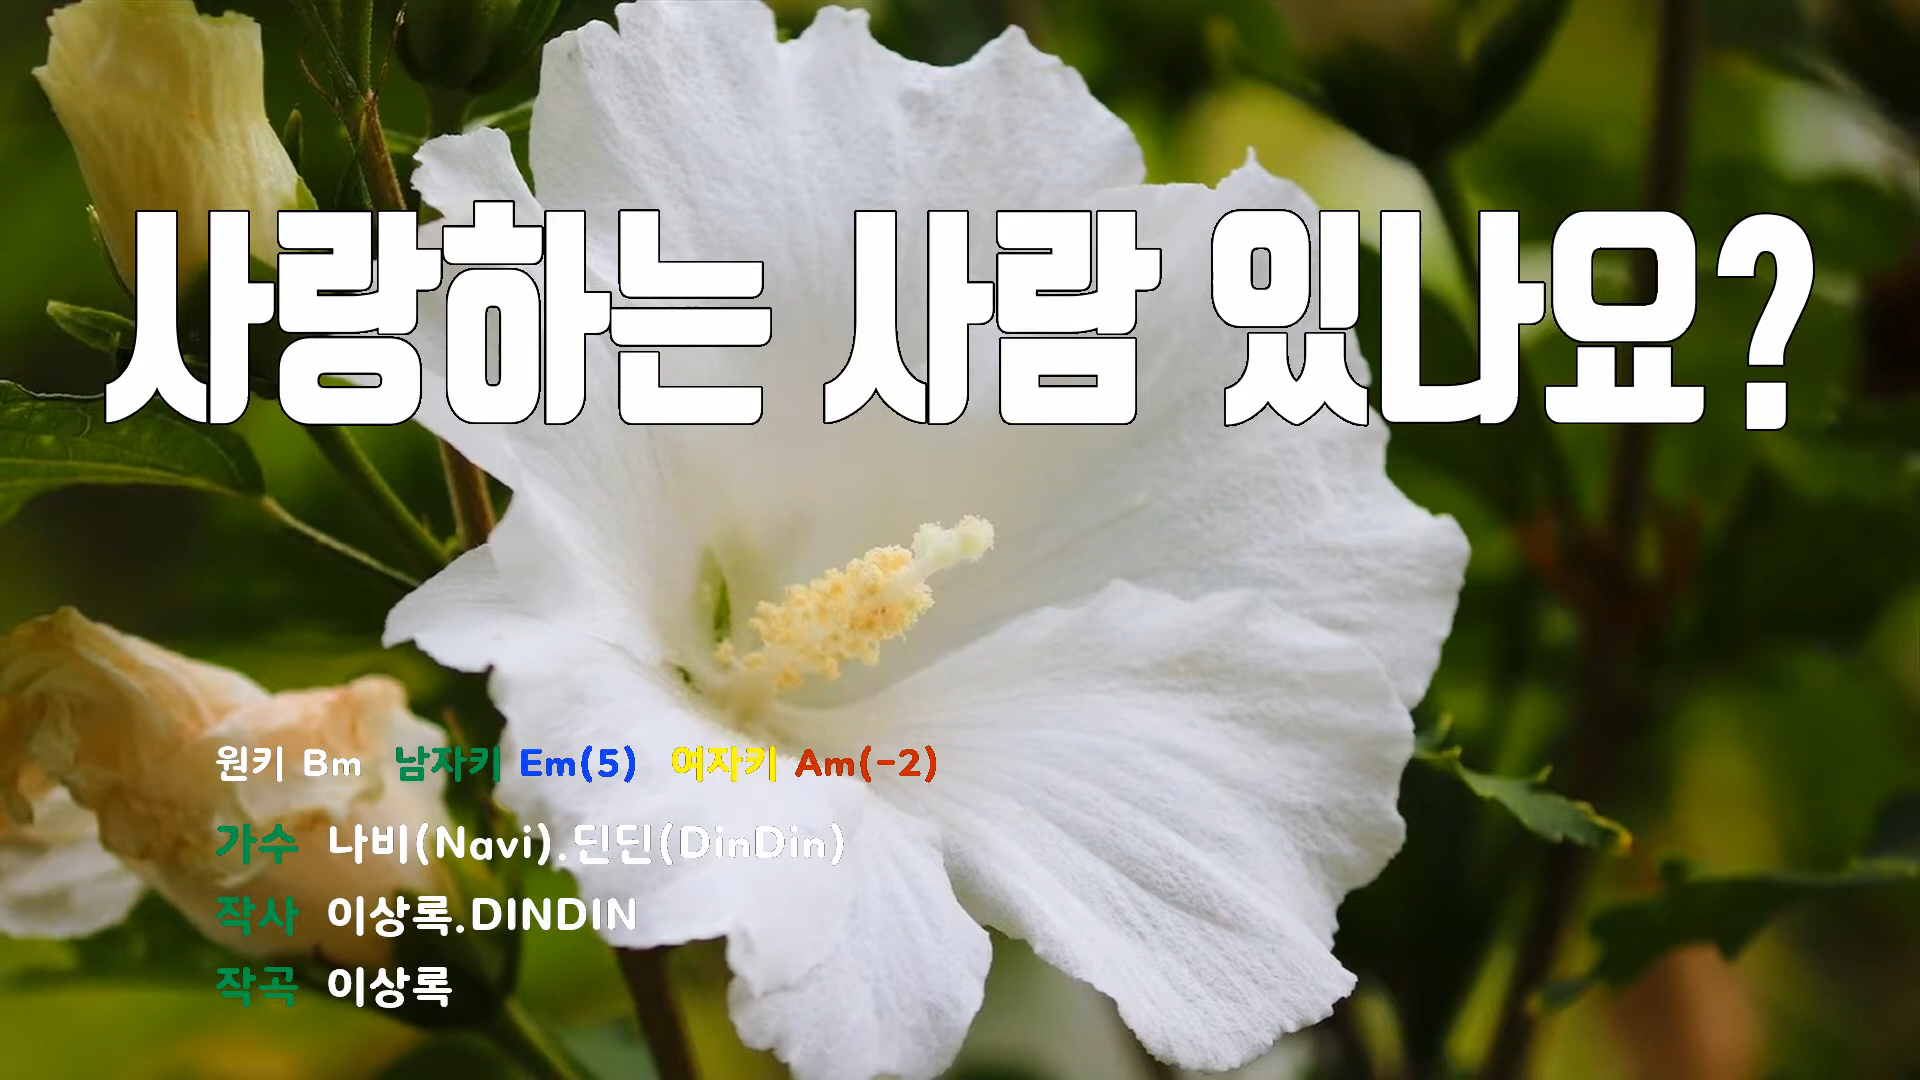 사랑하는 사람 있나요?
원키 Bm 남자키 Em(5) 여자키 Am(-2)
가수 나비(Navi).딘딘(DinDin)
작사 이상록.DINDIN
작곡 이상록